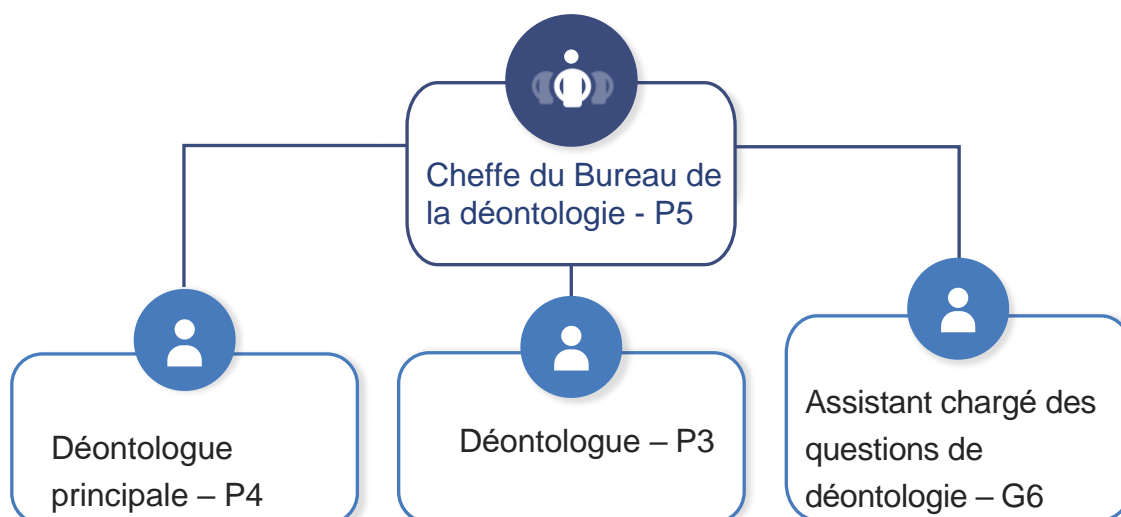 Cheffe du Bureau de
la déontologie - P5
Déontologue
principale – P4
Déontologue – P3
Assistant chargé des
questions de
déontologie – G6